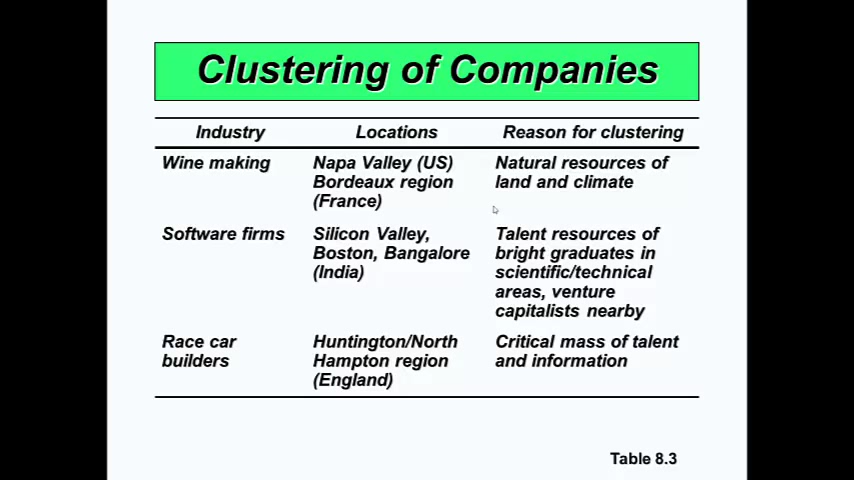 Clustering of Companies
Industry Locations Reason for clustering
Wine making
Napa Valley (US)
Bordeaux region
(France)
Natural resources of
land and climate
Software firms
Silicon Valley,
Boston, Bangalore
(India)
Talent resources of
bright graduates in
scientific/technical
areas, venture
capitalists nearby
Race car
builders
Huntington/North
Hampton region
(England)
Critical mass of talent
and information
Table 8.3